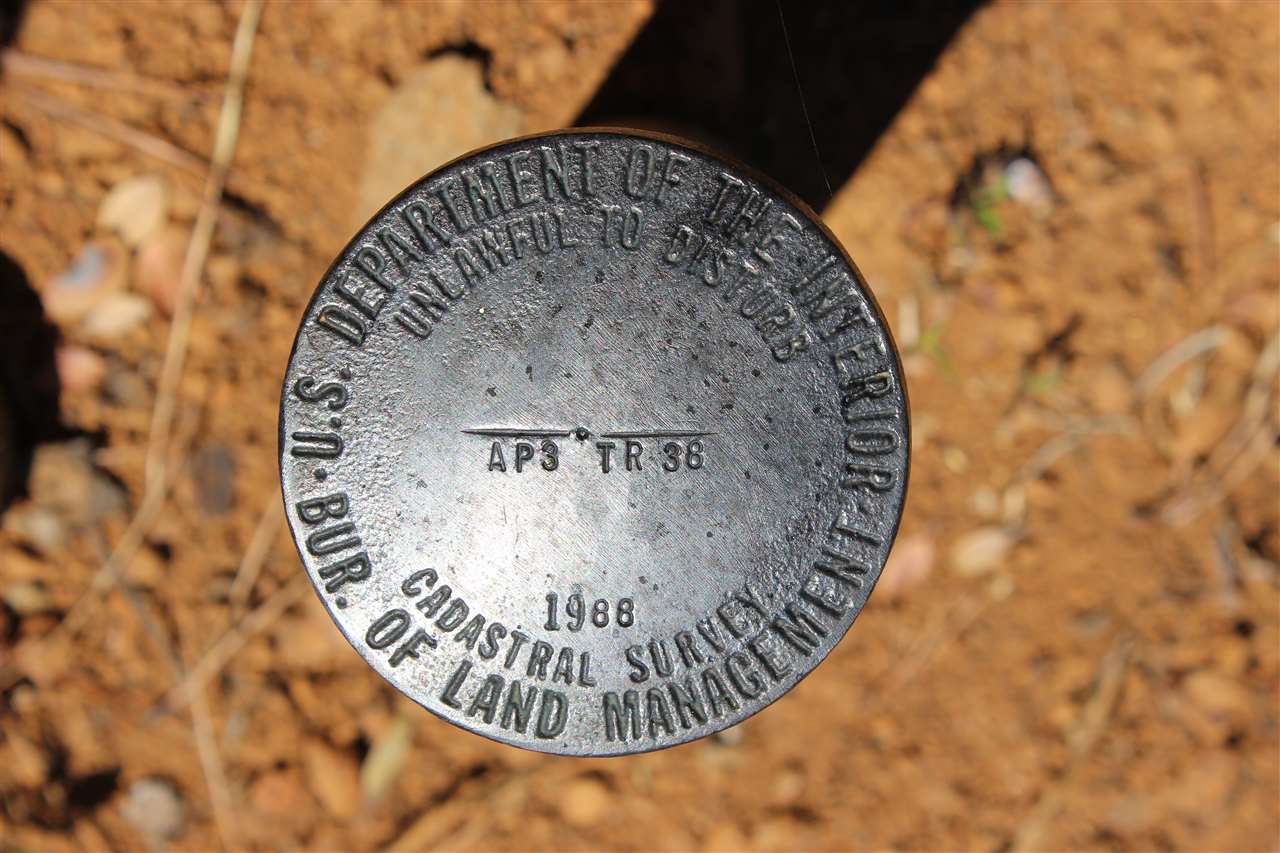 U.S. DEPARTMENT OF THE INTERIOR
UNLAWFUL TO DISTURB
AP3 TR 38
1988
CADASTRAL SURVEY
BUR. OF LAND MANAGEMENT